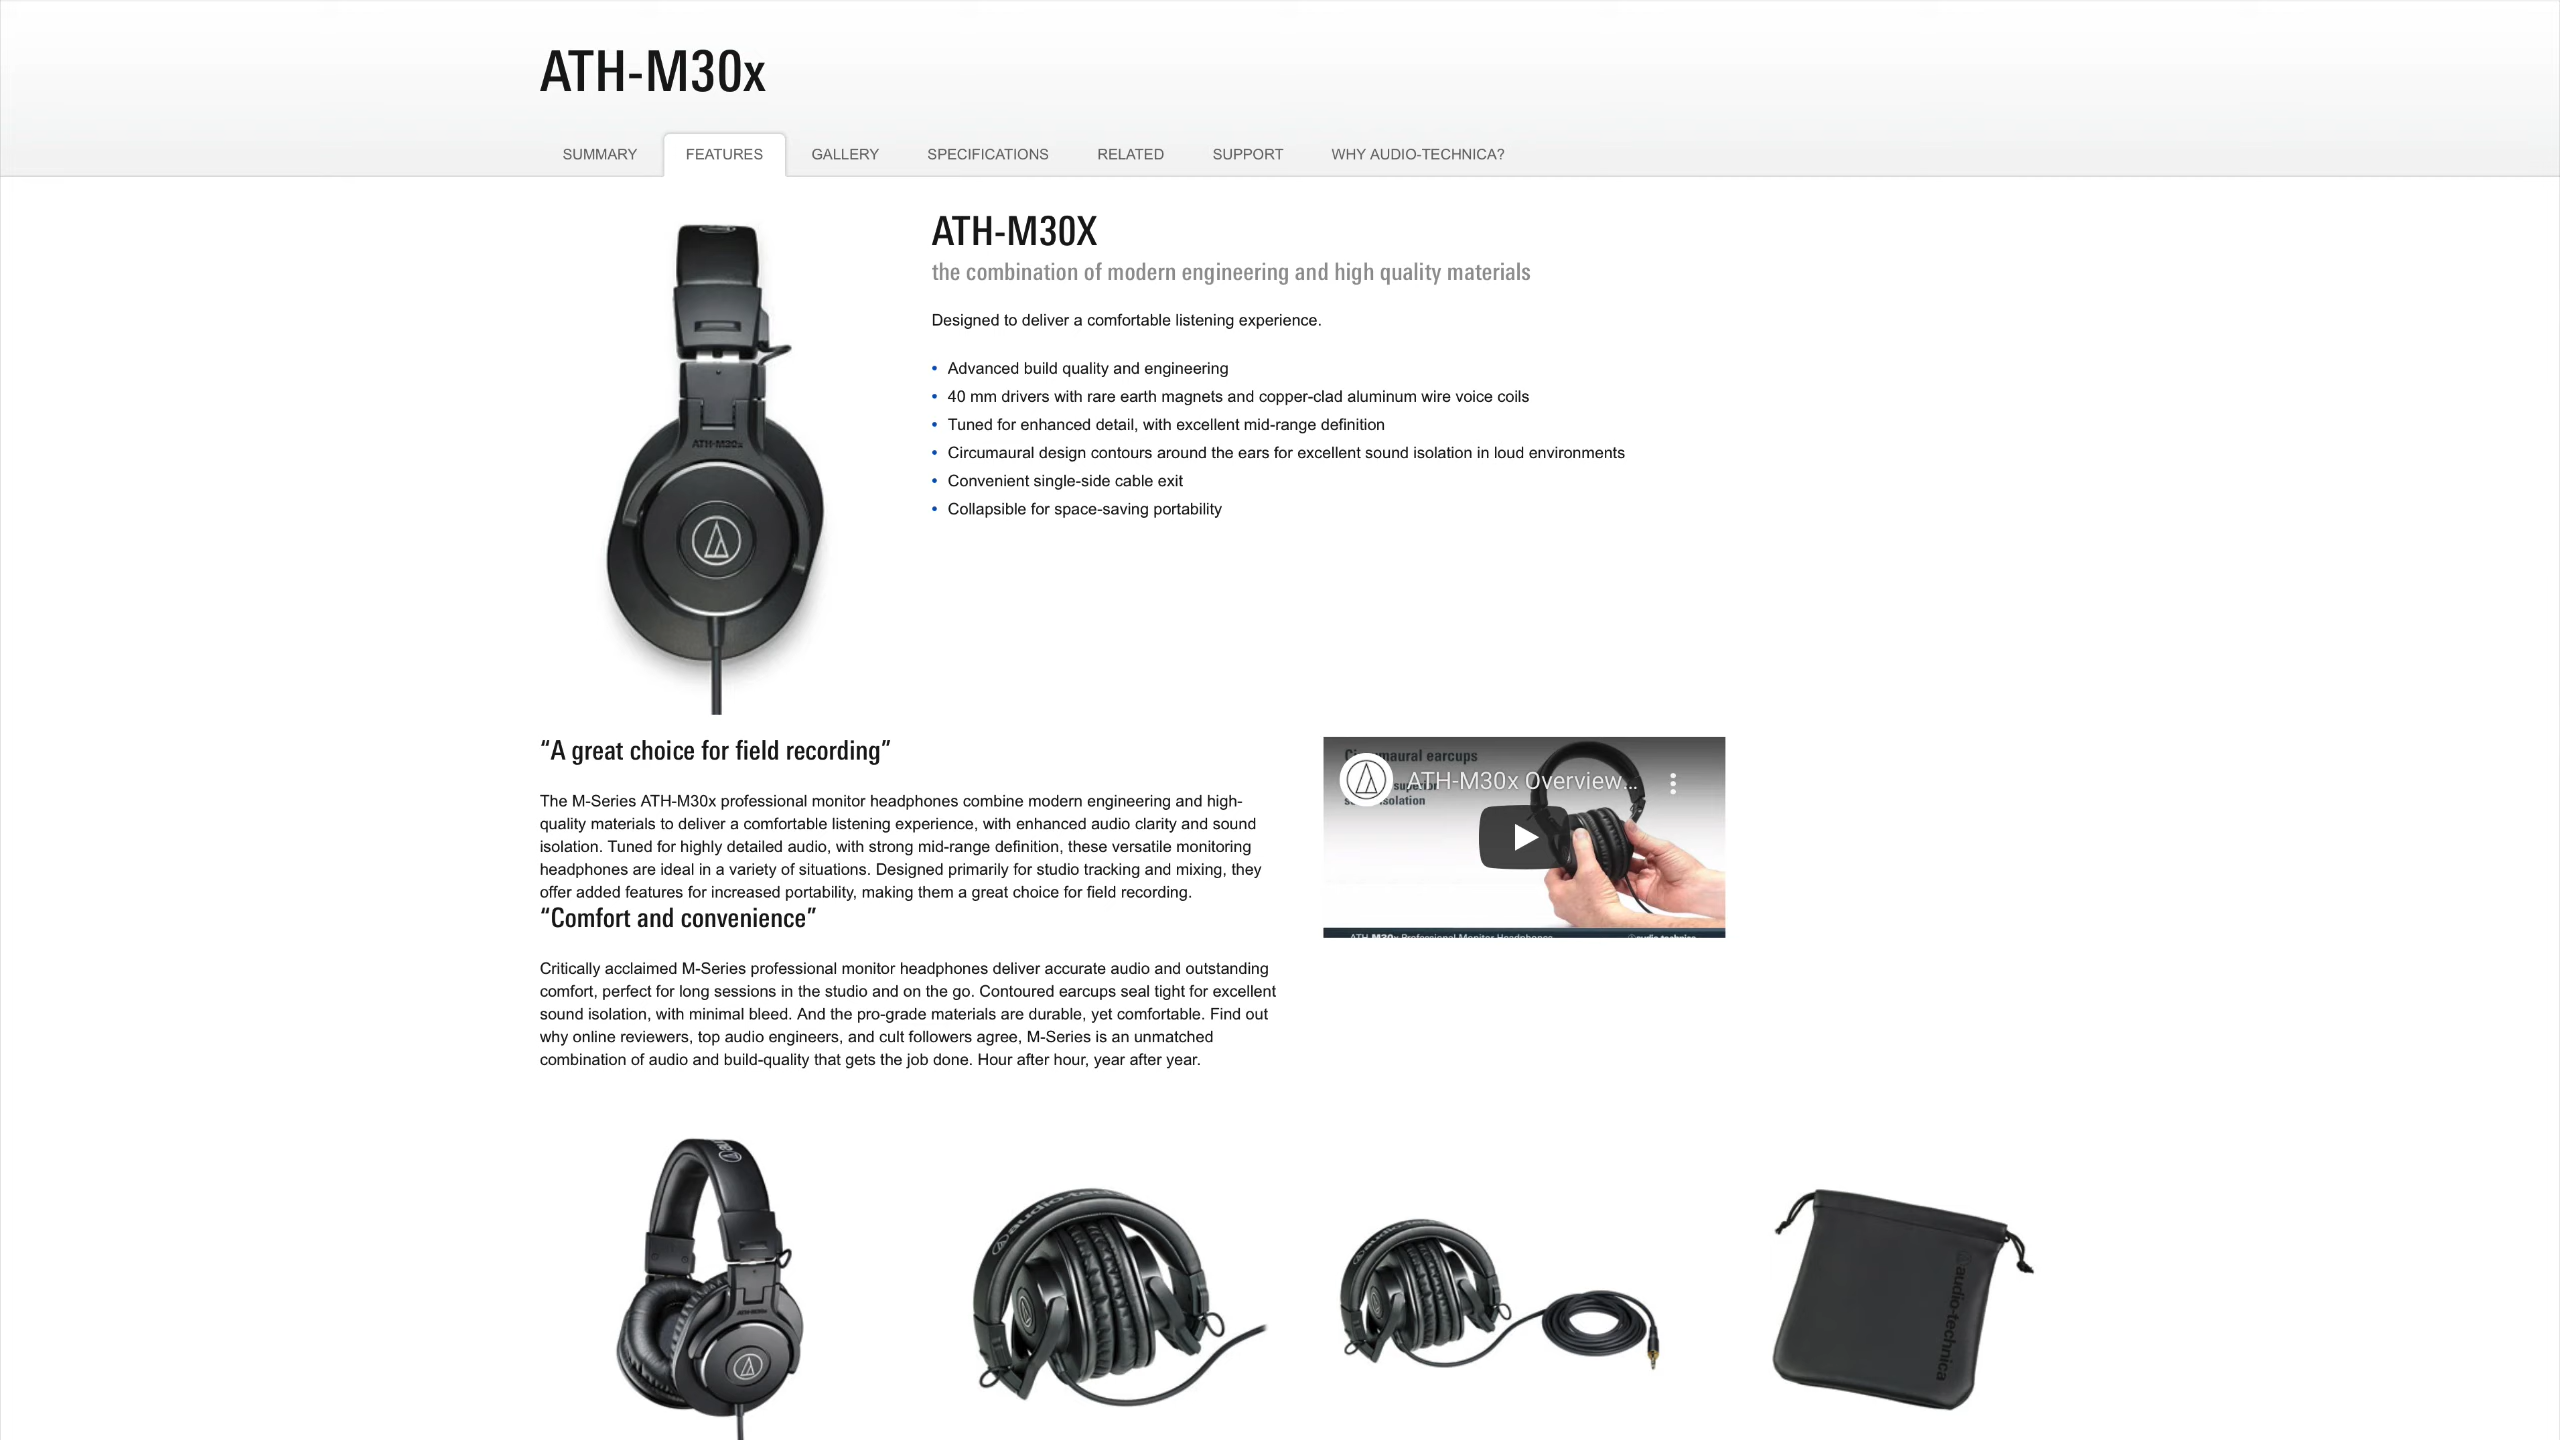 ATH-M30x
SUMMARY FEATURES GALLERY SPECIFICATIONS RELATED SUPPORT WHY AUDIO-TECHNICA?
ATH-M30X
the combination of modern engineering and high quality materials
Designed to deliver a comfortable listening experience.
• Advanced build quality and engineering
• 40 mm drivers with rare earth magnets and copper-clad aluminum wire voice coils
• Tuned for enhanced detail, with excellent mid-range definition
• Circumaural design contours around the ears for excellent sound isolation in loud environments
• Convenient single-side cable exit
• Collapsible for space-saving portability
ATH-M30x
“A great choice for field recording”
The M-Series ATH-M30x professional monitor headphones combine modern engineering and high-
quality materials to deliver a comfortable listening experience, with enhanced audio clarity and sound
isolation. Tuned for highly detailed audio, with strong mid-range definition, these versatile monitoring
headphones are ideal in a variety of situations. Designed primarily for studio tracking and mixing, they
offer added features for increased portability, making them a great choice for field recording.
“Comfort and convenience”
Critically acclaimed M-Series professional monitor headphones deliver accurate audio and outstanding
comfort, perfect for long sessions in the studio and on the go. Contoured earcups seal tight for excellent
sound isolation, with minimal bleed. And the pro-grade materials are durable, yet comfortable. Find out
why online reviewers, top audio engineers, and cult followers agree, M-Series is an unmatched
combination of audio and build-quality that gets the job done. Hour after hour, year after year.
earcups
ATH-M30x Overview...
audio-technica